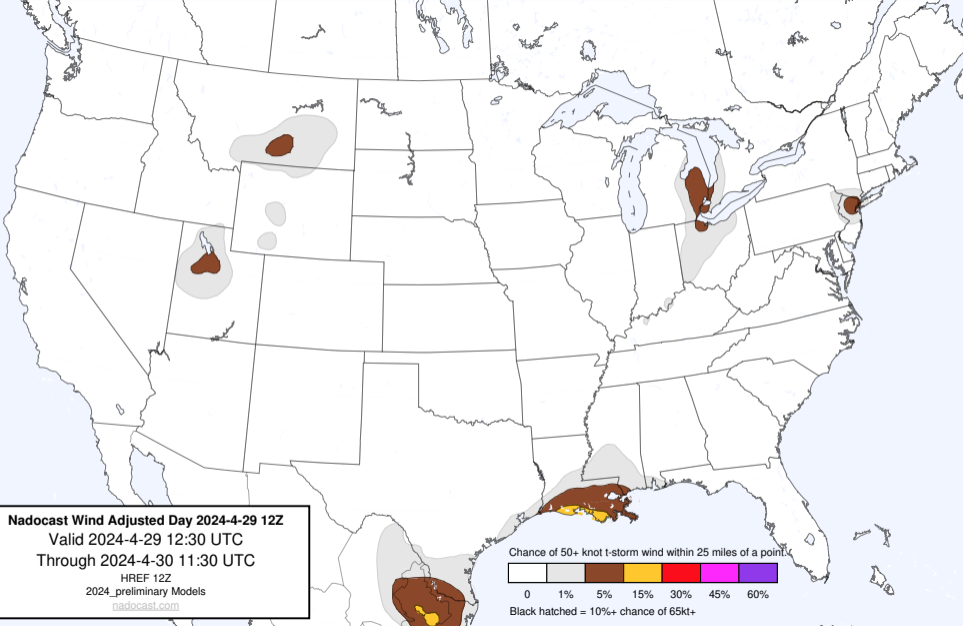 Nadocast Wind Adjusted Day 2024-4-29 12Z
Valid 2024-4-29 12:30 UTC
Through 2024-4-30 11:30 UTC
HREF 12Z
2024_preliminary Models
nadocast.com
Chance of 50+ knot t-storm wind within 25 miles of a point.
0 1% 5% 15% 30% 45% 60%
Black hatched = 10%+ chance of 65kt+